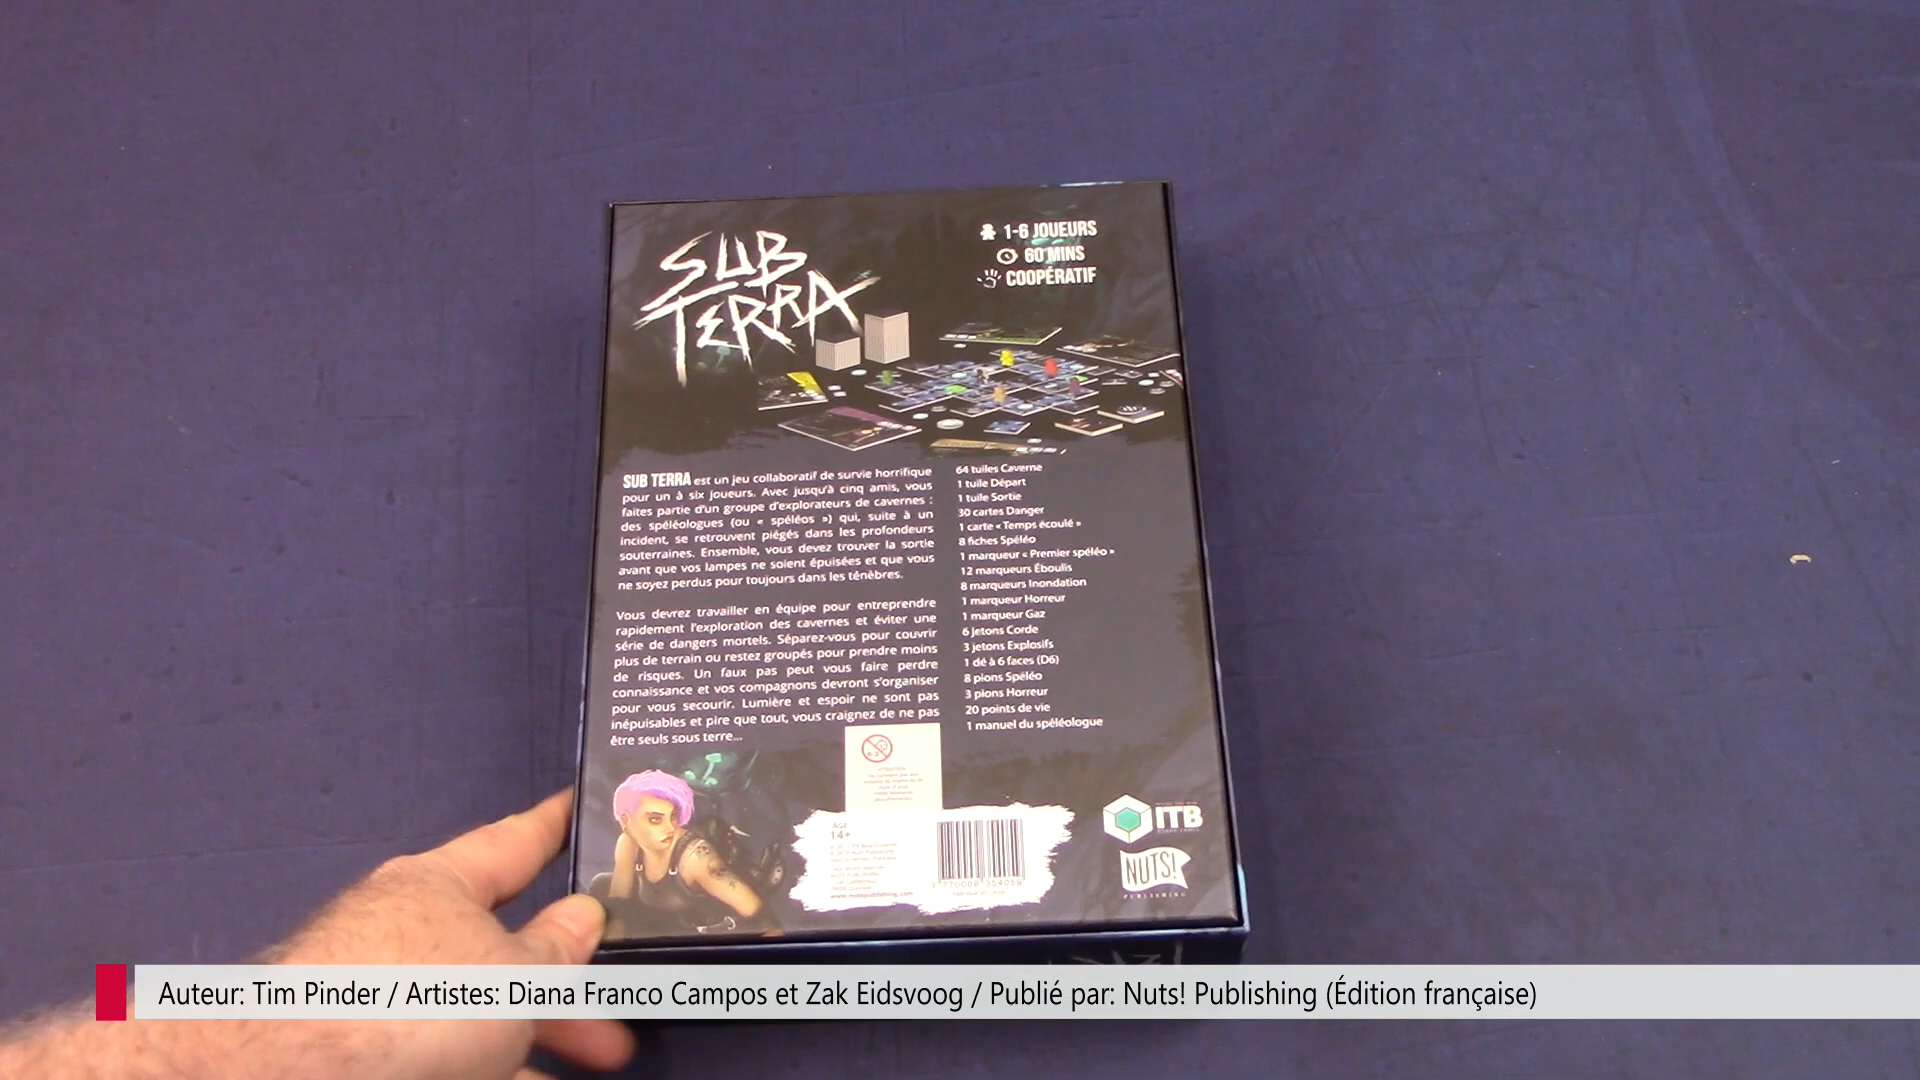 SUB
TERRA
1-6 JOUEURS
60 MINS
COOPÉRATIF
SUB TERRA est un jeu collaboratif de survie horrifique
pour un à six joueurs. Avec jusqu'à cinq amis, vous
faites partie d'un groupe d'explorateurs de cavernes :
des spéléologues (ou « spéléos ») qui, suite à un
incident, se retrouvent piégés dans les profondeurs
souterraines. Ensemble, vous devez trouver la sortie
avant que vos lampes ne soient épuisées et que vous
ne soyez perdus pour toujours dans les ténèbres.
Vous devrez travailler en équipe pour entreprendre
rapidement l'exploration des cavernes et éviter une
série de dangers mortels. Séparez-vous pour couvrir
plus de terrain ou restez groupés pour prendre moins
de risques. Un faux pas peut vous faire perdre
connaissance et vos compagnons devront s'organiser
pour vous secourir. Lumière et espoir ne sont pas
inépuisables et pire que tout, vous craignez de ne pas
être seuls sous terre...
64 tuiles Caverne
1 tuile Départ
1 tuile Sortie
30 cartes Danger
1 carte « Temps écoulé »
8 fiches Spéléo
1 marqueur « Premier spéléo »
12 marqueurs Éboulis
8 marqueurs Inondation
1 marqueur Horreur
1 marqueur Gaz
6 jetons Corde
3 jetons Explosifs
1 dé à 6 faces (D6)
8 pions Spéléo
3 pions Horreur
20 points de vie
1 manuel du spéléologue
0-3
ÂGE
14+
www.nutspublishing.com
3 770009 354059
ITB
NUTS!
PUBLISHING
Auteur: Tim Pinder / Artistes: Diana Franco Campos et Zak Eidsvoog / Publié par: Nuts! Publishing (Édition française)